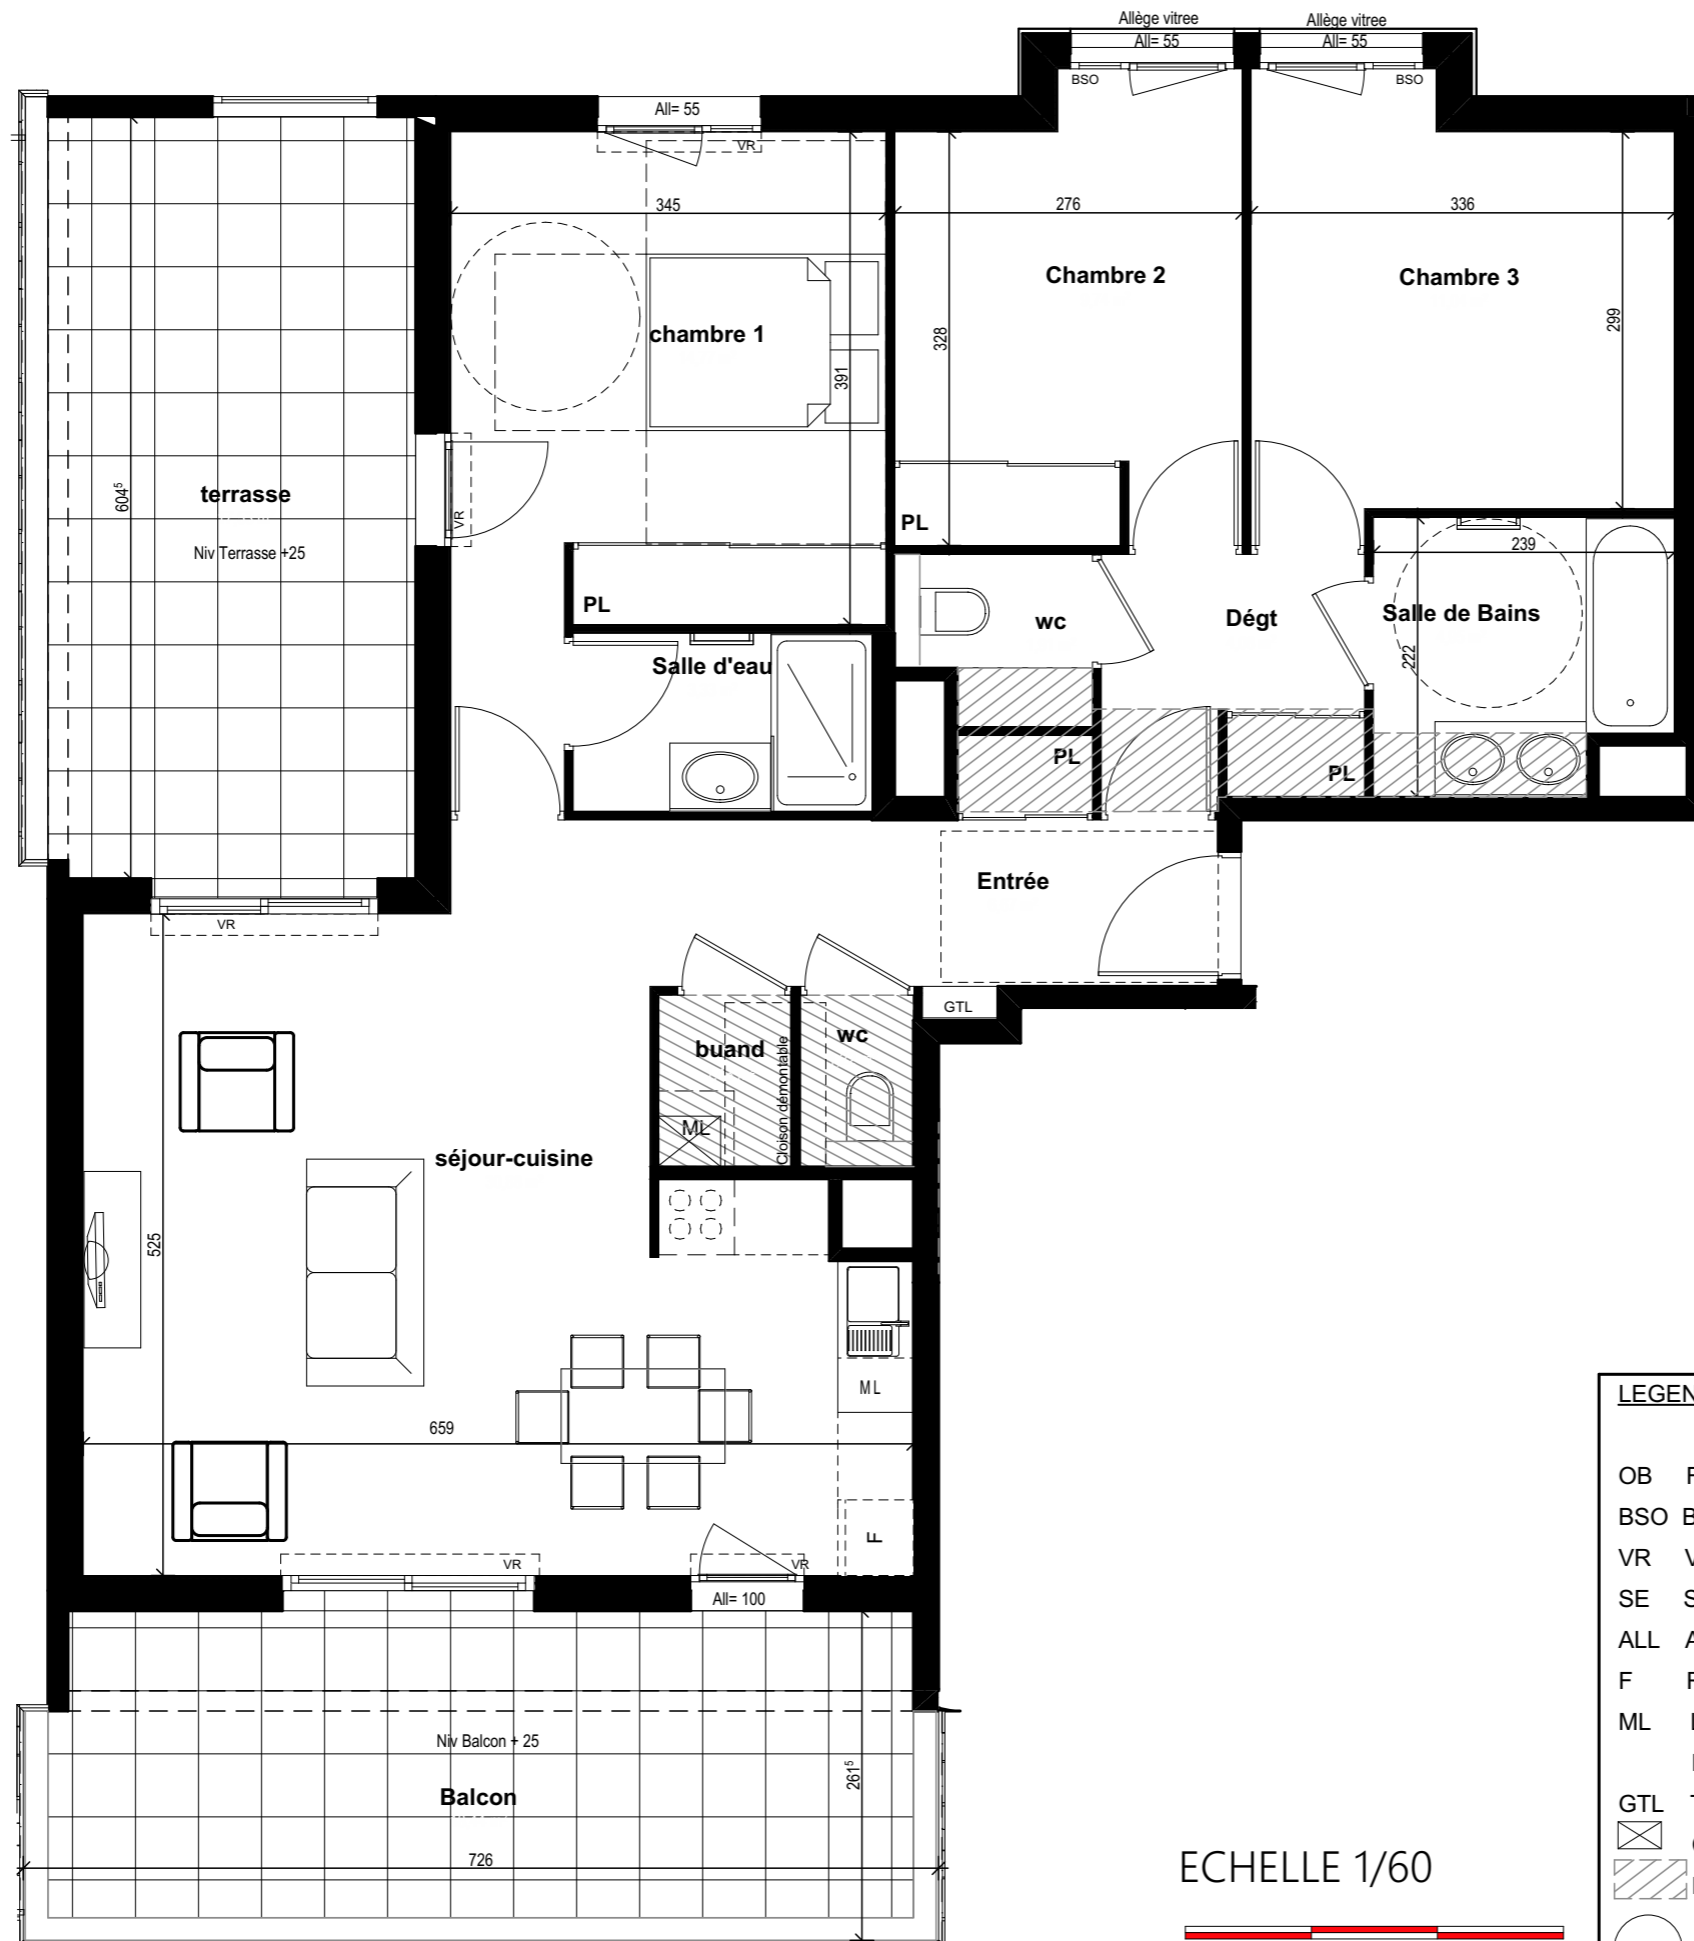 Allège vitree
Allège vitree
All= 55
All= 55
BSO
BSO
All= 55
VR
345
276
336
Chambre 2
Chambre 3
chambre 1
299
328
391
terrasse
604⁵
Niv Terrasse +25
VR
PL
239
PL
wc
Dégt
Salle de Bains
222
Salle d'eau
PL
PL
Entrée
VR
GTL
wc
buand
Cloison démontable
ML
séjour-cuisine
525
ML
659
F
VR
VR
All= 100
Niv Balcon + 25
Balcon
261⁵
726
ECHELLE 1/60
LEGEN
OB
BSO B
VR V
SE S
ALL A
F
ML
GTL T